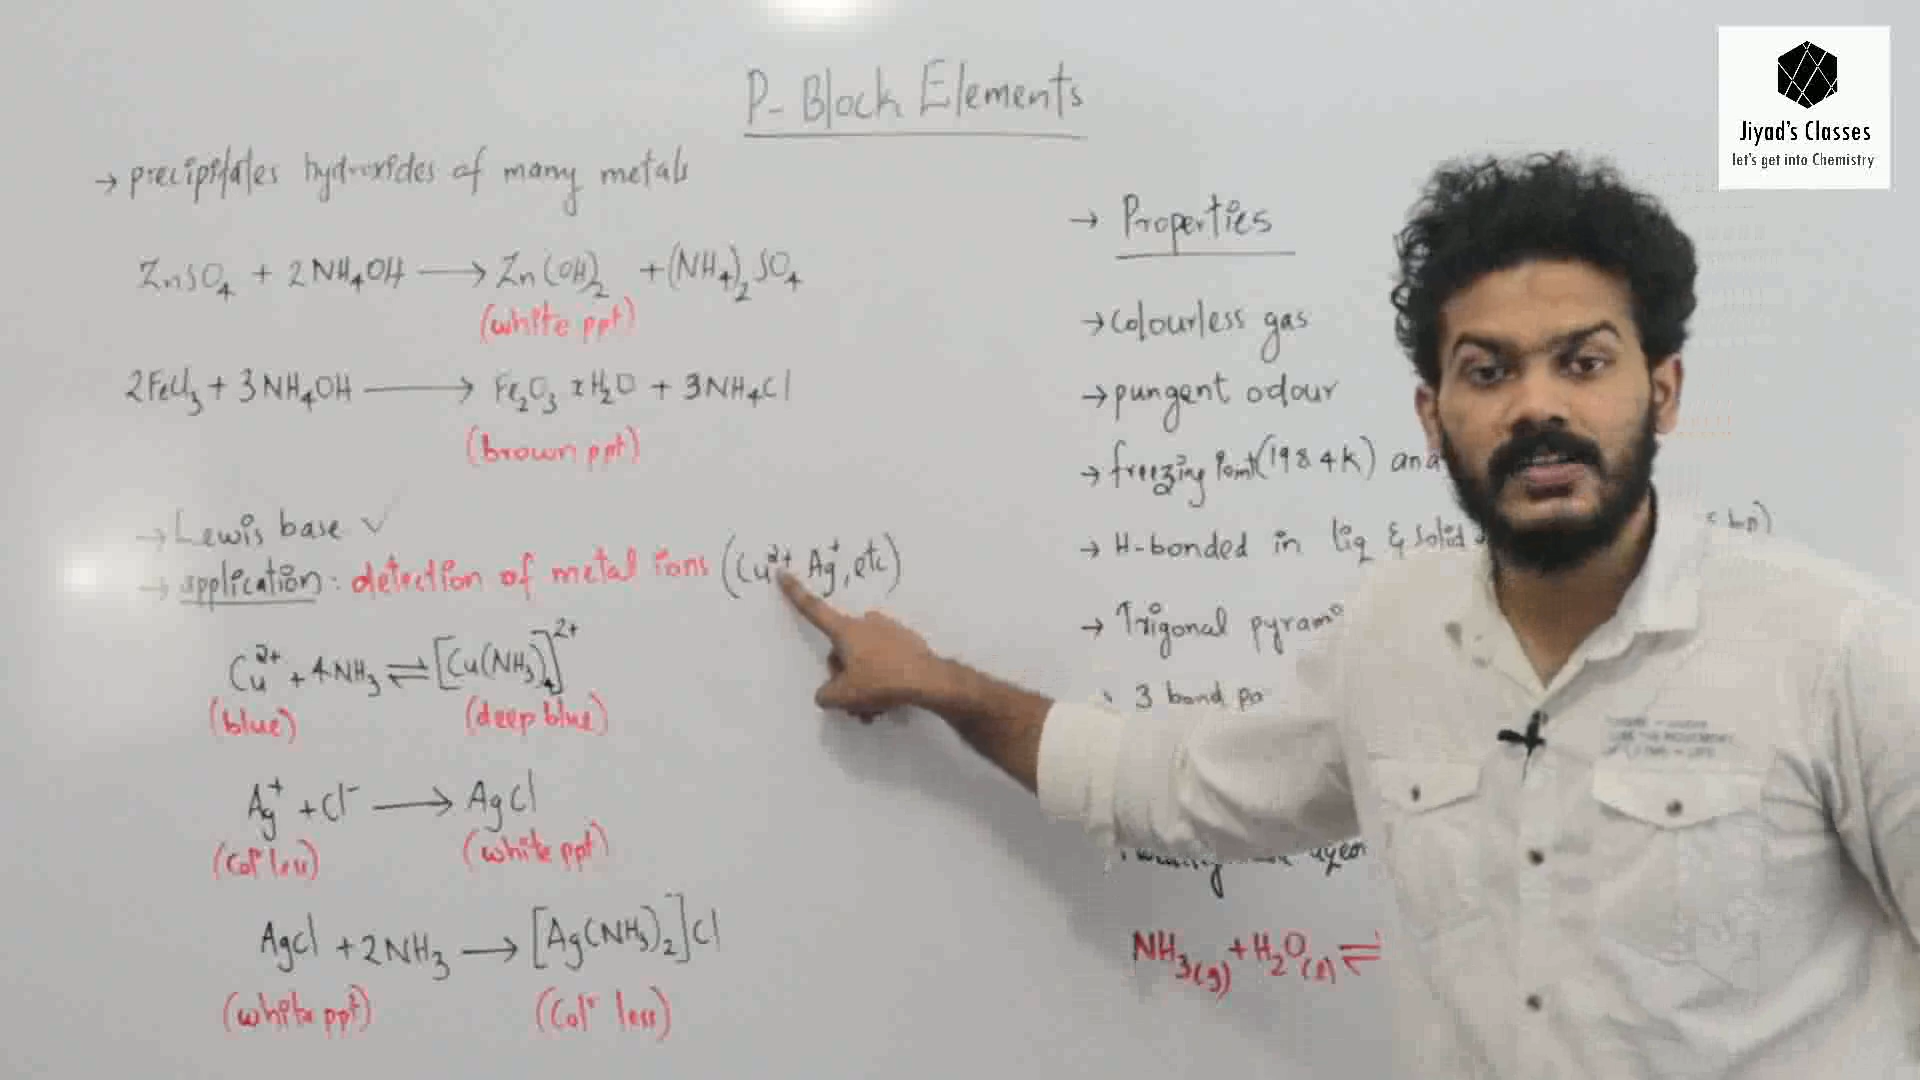 P-Block Elements
→ precipitates hydroxides of many metals
ZnSO₄ + 2NH₄OH ⟶ Zn(OH)₂ + (NH₄)₂SO₄
(white ppt)
2FeCl₃ + 3NH₄OH ⟶ Fe₂O₃ xH₂O + 3NH₄Cl
(brown ppt)
→ Lewis base ✓
→ application: detection of metal ions (Cu²⁺ Ag⁺, etc)
Cu²⁺ + 4NH₃ ⇌ [Cu(NH₃)₄]²⁺
(blue) (deep blue)
Ag⁺ + Cl⁻ ⟶ AgCl
(Colʳ less) (white ppt)
AgCl + 2NH₃ ⟶ [Ag(NH₃)₂]Cl
(white ppt) (Colʳ less)
→ Properties
→ Colourless gas
→ pungent odour
→ freezing Point (198.4K) and
→ H-bonded in liq & solid
→ Trigonal pyram
3 bond pa
NH₃(g) + H₂O(l) ⇌
Jiyad's Classes
let's get into Chemistry